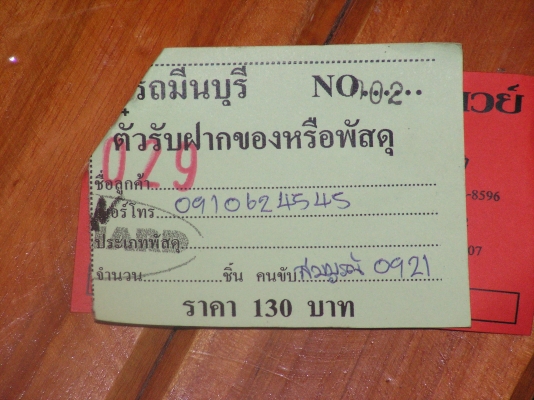 รถมีนบุรี NO.....02...
ตั๋วรับฝากของหรือพัสดุ
029
ชื่อลูกค้า
เบอร์โทร. 0910624545
ประเภทพัสดุ
จำนวน ชิ้น คนขับ สมบูรณ์ 0921
ราคา 130 บาท
วย์
-8596
07